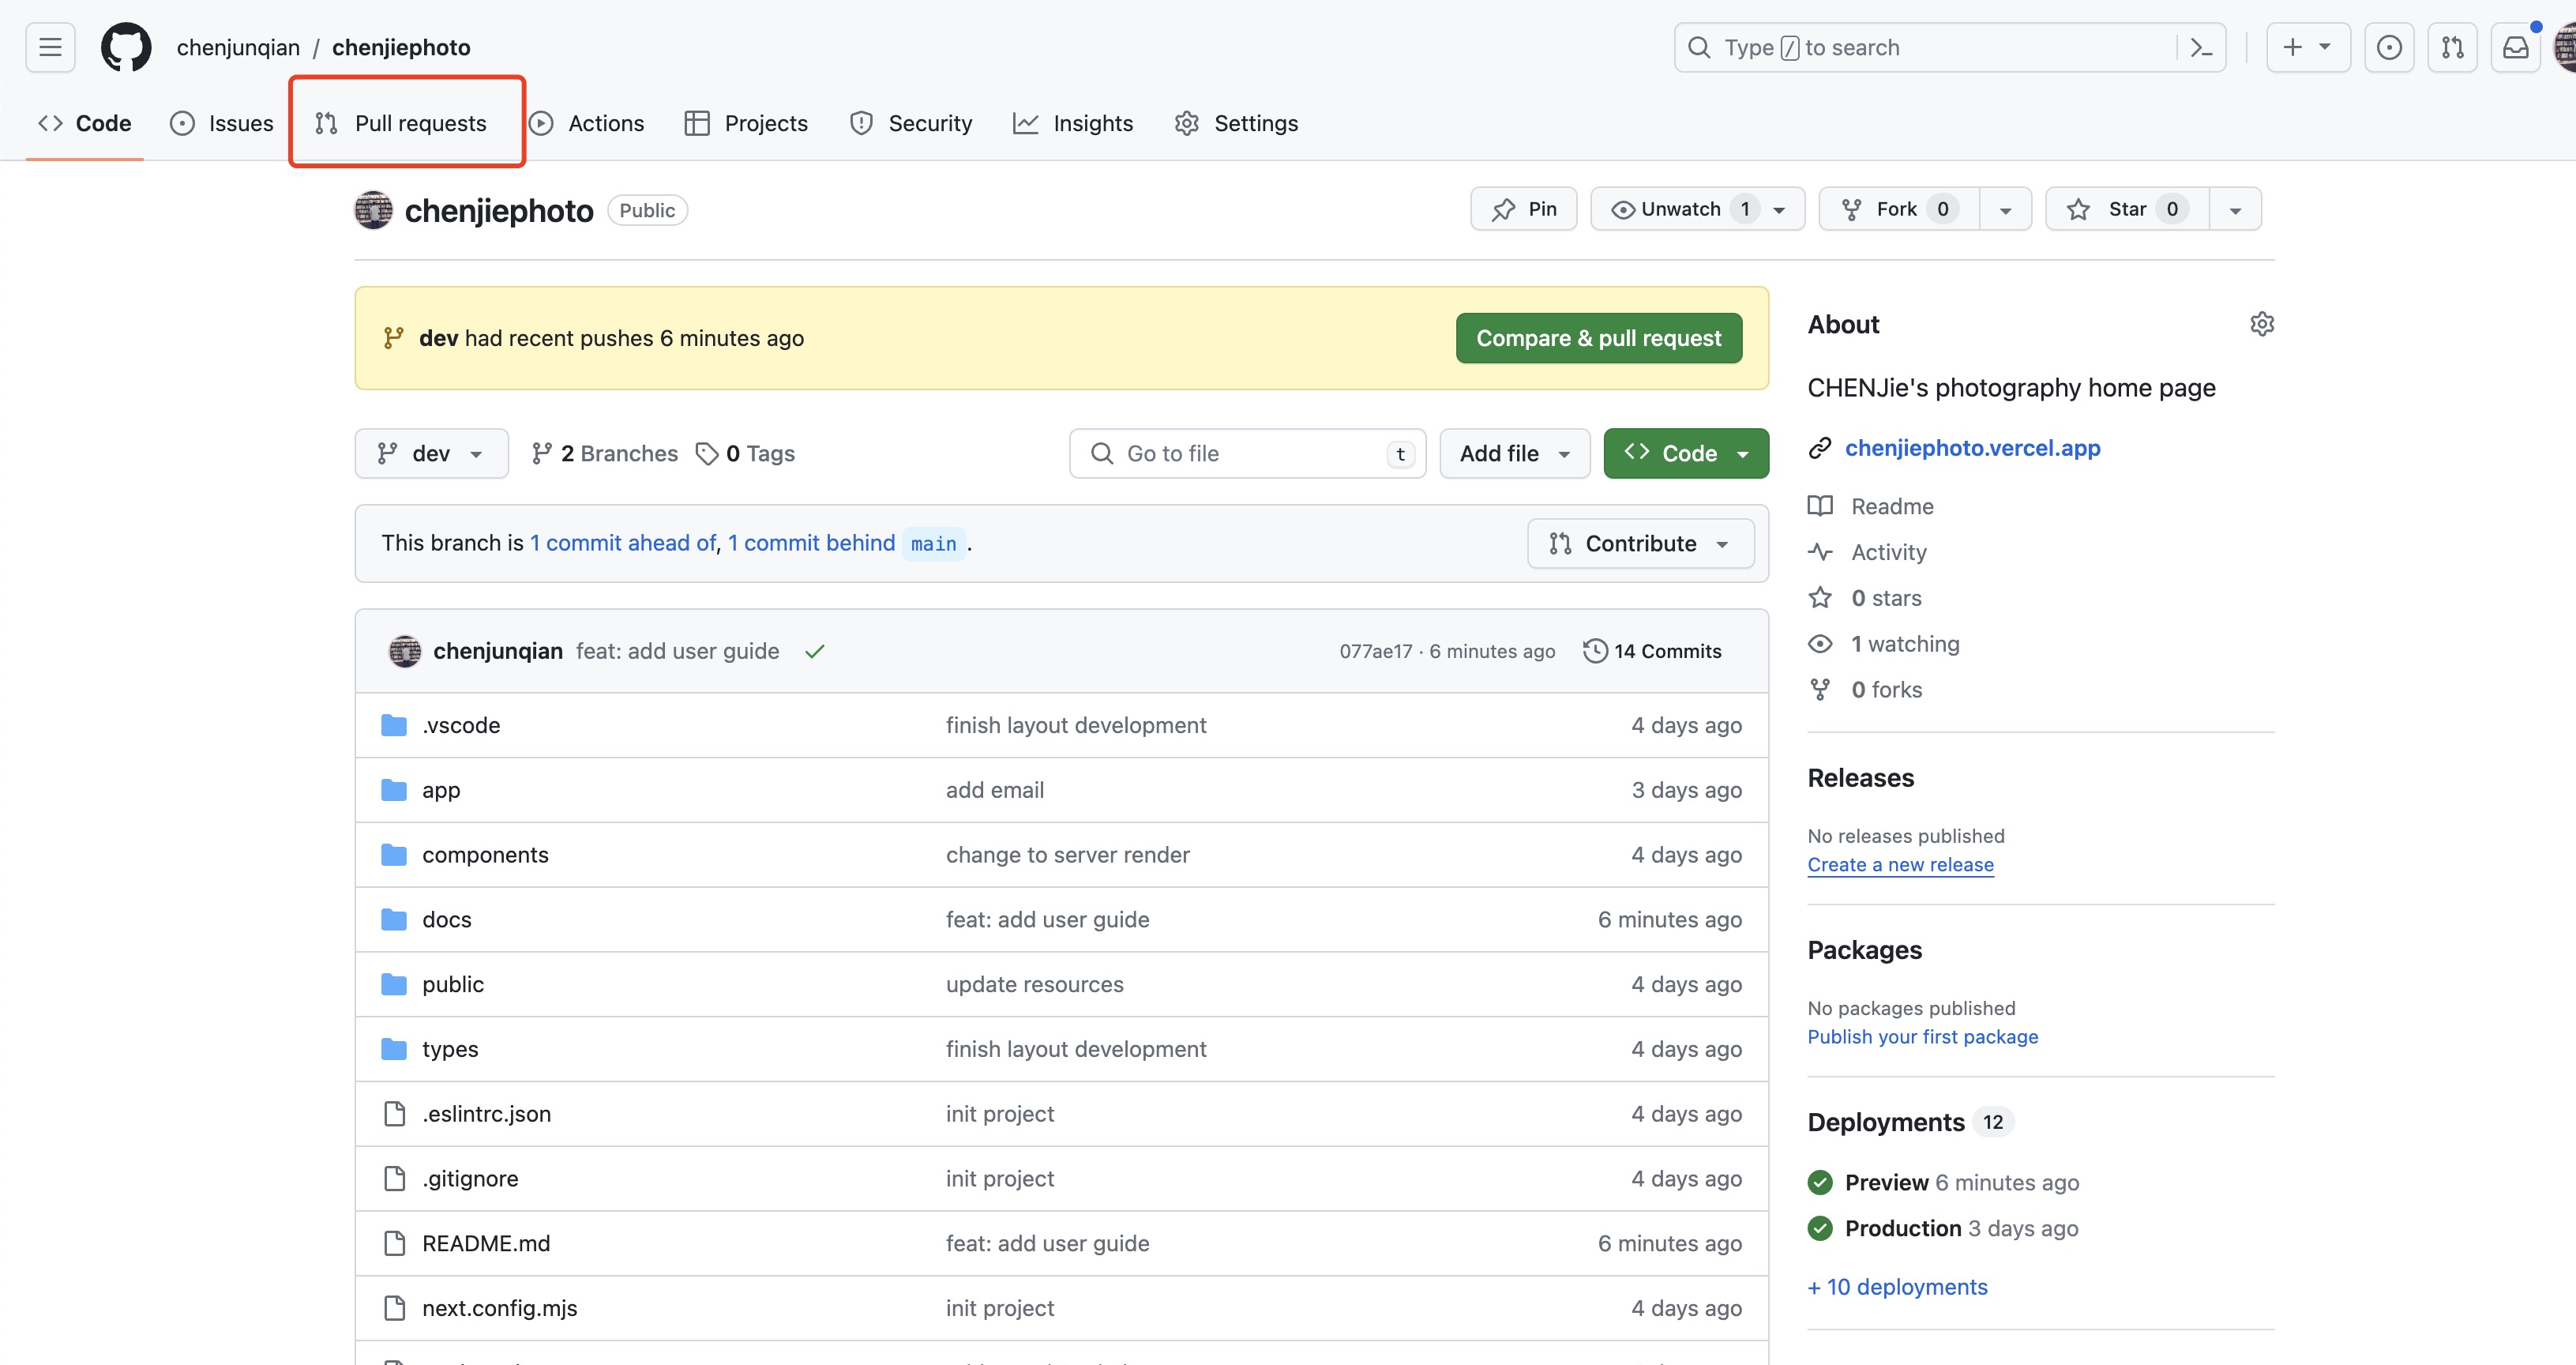 chenjunqian / chenjiephoto
Type / to search
Code Issues Pull requests Actions Projects Security Insights Settings
chenjiephoto Public
Pin Unwatch 1 Fork 0 Star 0
dev had recent pushes 6 minutes ago Compare & pull request
dev 2 Branches 0 Tags Go to file t Add file Code
This branch is 1 commit ahead of, 1 commit behind main . Contribute
chenjunqian feat: add user guide 077ae17 · 6 minutes ago 14 Commits
.vscode finish layout development 4 days ago
app add email 3 days ago
components change to server render 4 days ago
docs feat: add user guide 6 minutes ago
public update resources 4 days ago
types finish layout development 4 days ago
.eslintrc.json init project 4 days ago
.gitignore init project 4 days ago
README.md feat: add user guide 6 minutes ago
next.config.mjs init project 4 days ago
About
CHENJie's photography home page
chenjiephoto.vercel.app
Readme
Activity
0 stars
1 watching
0 forks
Releases
No releases published
Create a new release
Packages
No packages published
Publish your first package
Deployments 12
Preview 6 minutes ago
Production 3 days ago
+ 10 deployments